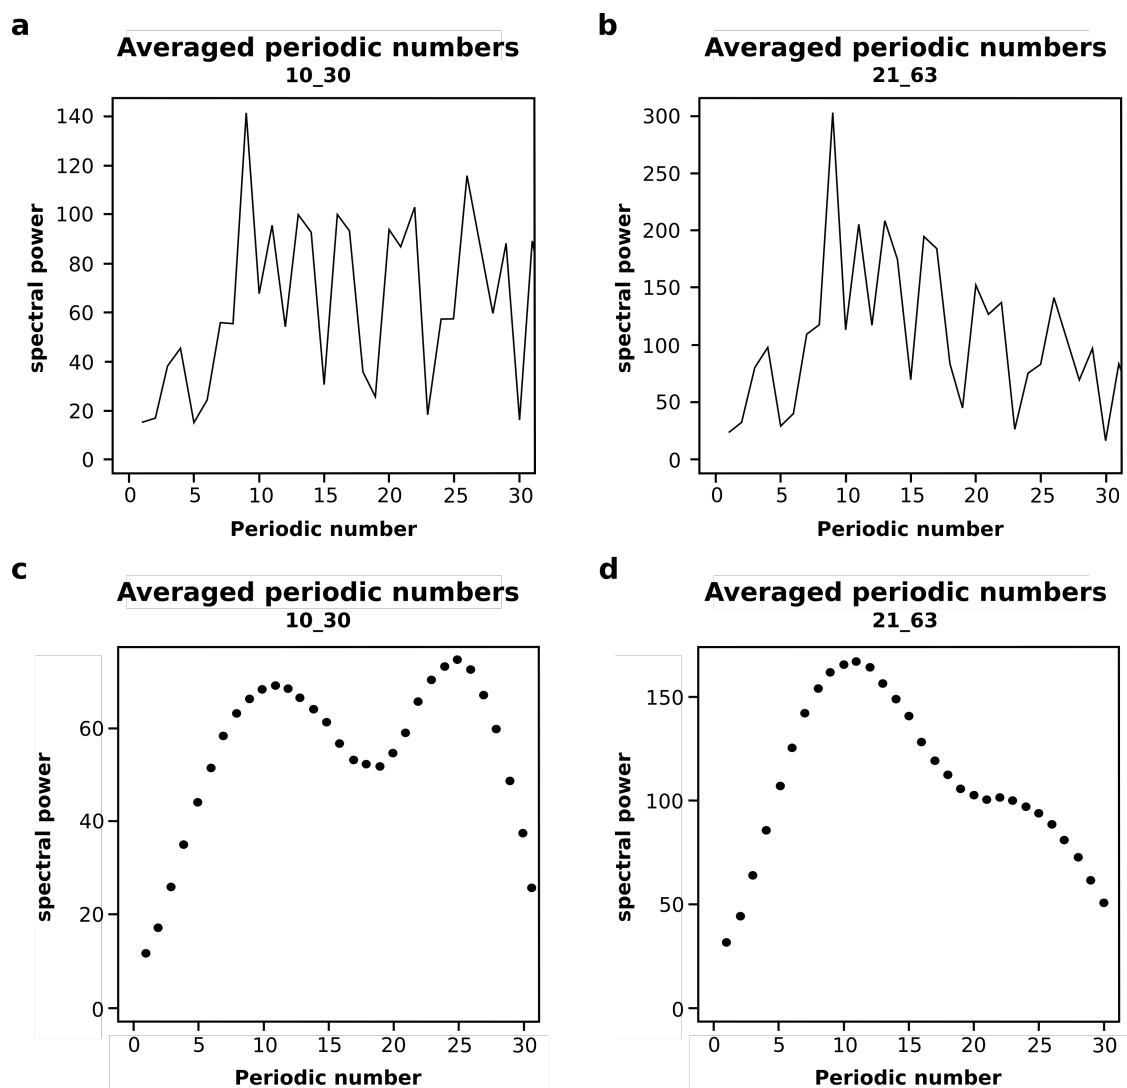 a
Averaged periodic numbers
10_30
140
120
100
80
60
40
20
0
spectral power
0 5 10 15 20 25 30
Periodic number
b
Averaged periodic numbers
21_63
300
250
200
150
100
50
0
spectral power
0 5 10 15 20 25 30
Periodic number
c
Averaged periodic numbers
10_30
60
40
20
0
spectral power
0 5 10 15 20 25 30
Periodic number
d
Averaged periodic numbers
21_63
150
100
50
0
spectral power
0 5 10 15 20 25 30
Periodic number